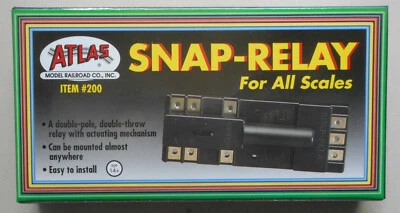 ATLAS
MODEL RAILROAD CO., INC.
ITEM #200
SNAP-RELAY
For All Scales
• A double-pole, double-throw
relay with actuating mechanism
• Can be mounted almost
anywhere
• Easy to install